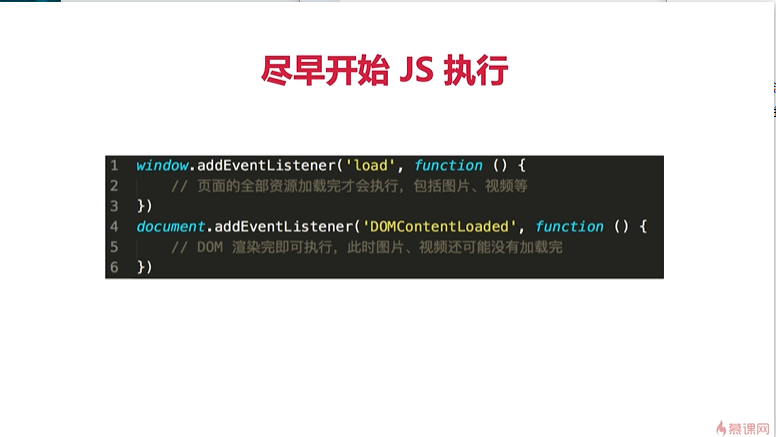 尽早开始 JS 执行
1 window.addEventListener('load', function () {
2 // 页面的全部资源加载完才会执行，包括图片、视频等
3 })
4 document.addEventListener('DOMContentLoaded', function () {
5 // DOM 渲染完即可执行，此时图片、视频还可能没有加载完
6 })
慕课网